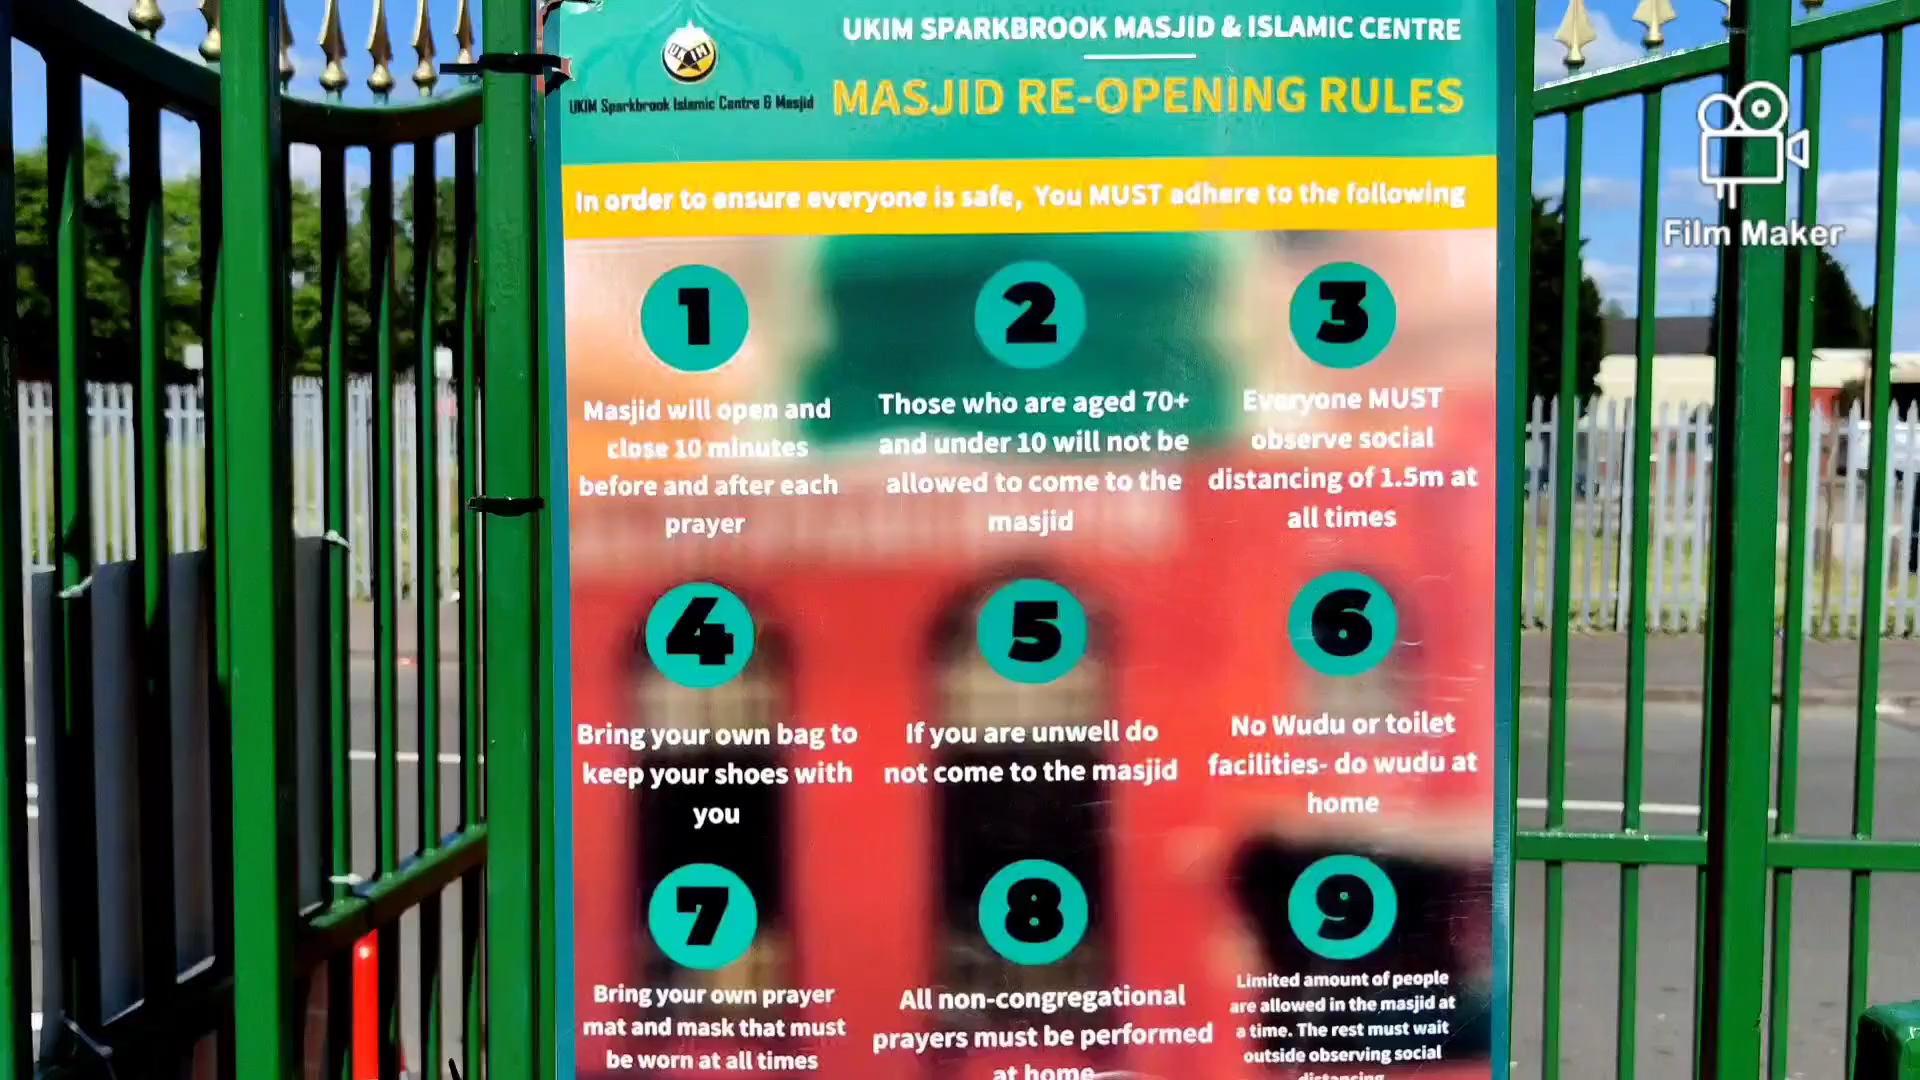 UKIM SPARKBROOK MASJID & ISLAMIC CENTRE
UKIM
UKIM Sparkbrook Islamic Centre & Masjid
MASJID RE-OPENING RULES
In order to ensure everyone is safe, You MUST adhere to the following
1
Masjid will open and
close 10 minutes
before and after each
prayer
2
Those who are aged 70+
and under 10 will not be
allowed to come to the
masjid
3
Everyone MUST
observe social
distancing of 1.5m at
all times
4
Bring your own bag to
keep your shoes with
you
5
If you are unwell do
not come to the masjid
6
No Wudu or toilet
facilities- do wudu at
home
7
Bring your own prayer
mat and mask that must
be worn at all times
8
All non-congregational
prayers must be performed
at home
9
Limited amount of people
are allowed in the masjid at
a time. The rest must wait
outside observing social
distancing
Film Maker